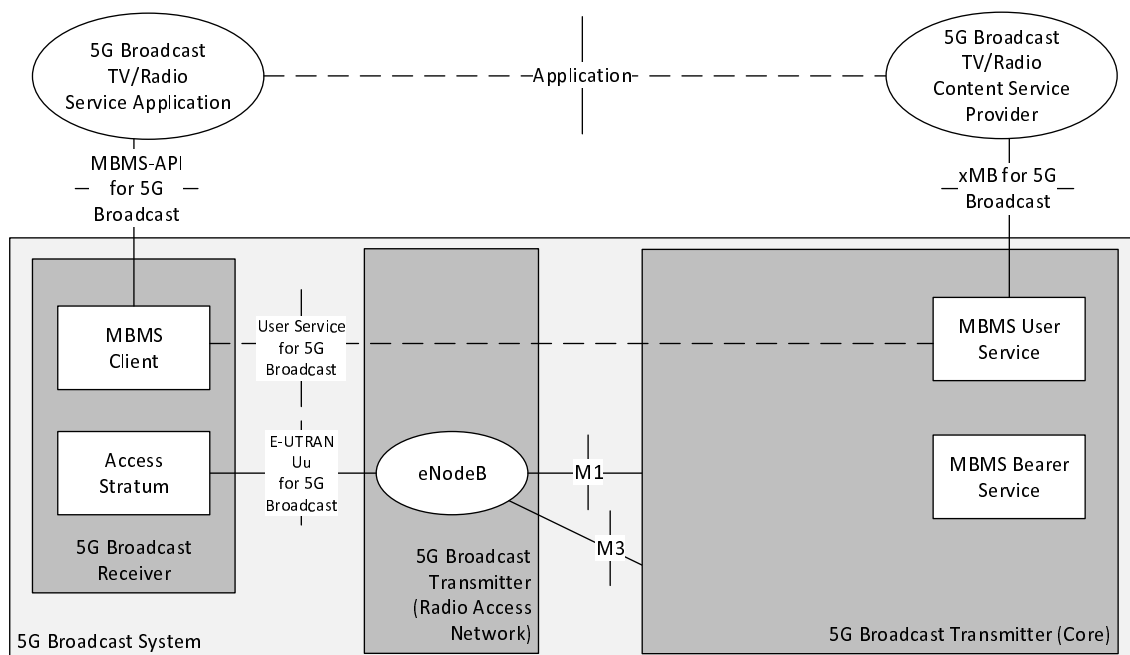 5G Broadcast
TV/Radio
Service Application
Application
5G Broadcast
TV/Radio
Content Service
Provider
MBMS-API
for 5G
Broadcast
xMB for 5G
Broadcast
MBMS
Client
User Service
for 5G
Broadcast
MBMS User
Service
Access
Stratum
E-UTRAN
Uu
for 5G
Broadcast
eNodeB
M1
MBMS Bearer
Service
M3
5G Broadcast
Receiver
5G Broadcast
Transmitter
(Radio Access
Network)
5G Broadcast System
5G Broadcast Transmitter (Core)